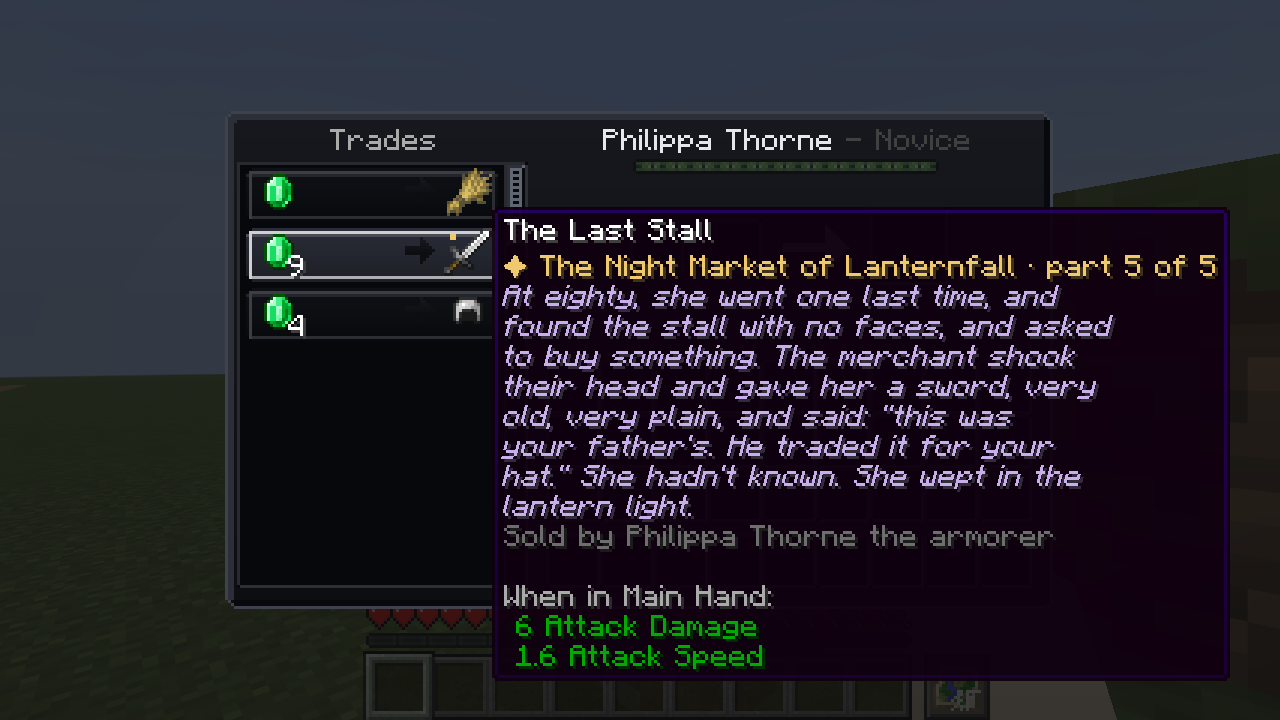 Trades
Philippa Thorne – Novice
9
4
The Last Stall
✦ The Night Market of Lanternfall · part 5 of 5
At eighty, she went one last time, and
found the stall with no faces, and asked
to buy something. The merchant shook
their head and gave her a sword, very
old, very plain, and said: "this was
your father's. He traded it for your
hat." She hadn't known. She wept in the
lantern light.
Sold by Philippa Thorne the armorer
When in Main Hand:
6 Attack Damage
1.6 Attack Speed